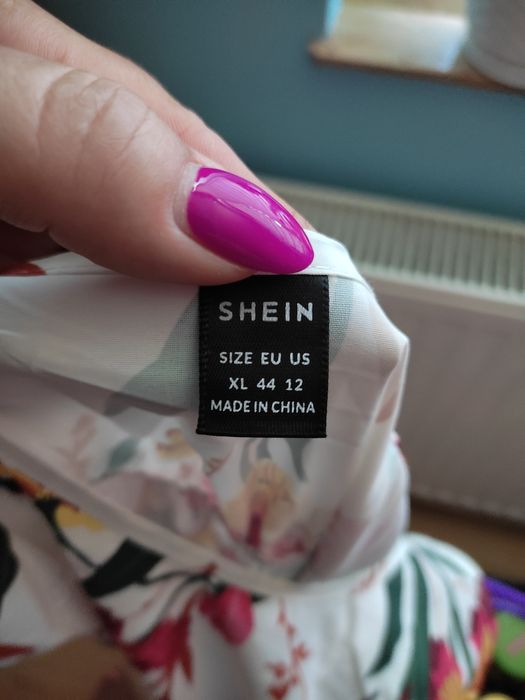 SHEIN
SIZE EU US
XL 44 12
MADE IN CHINA